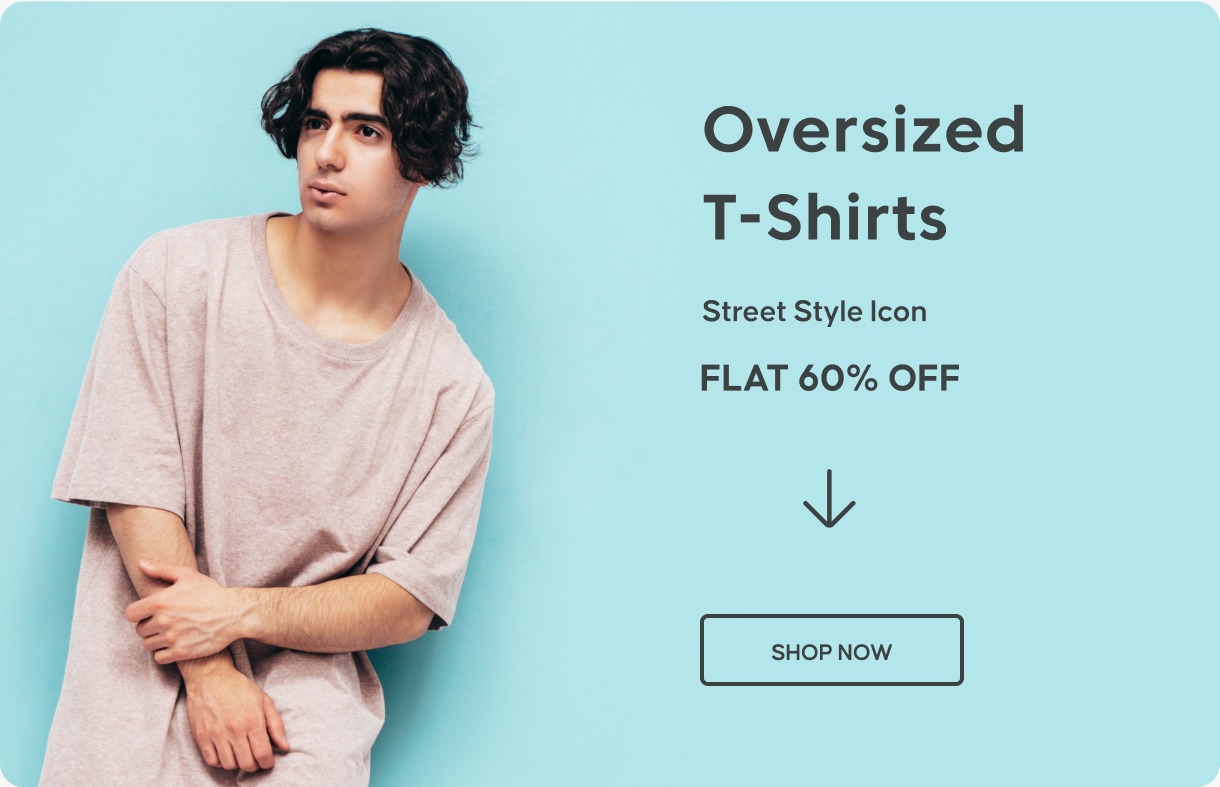 Oversized
T-Shirts
Street Style Icon
FLAT 60% OFF
SHOP NOW